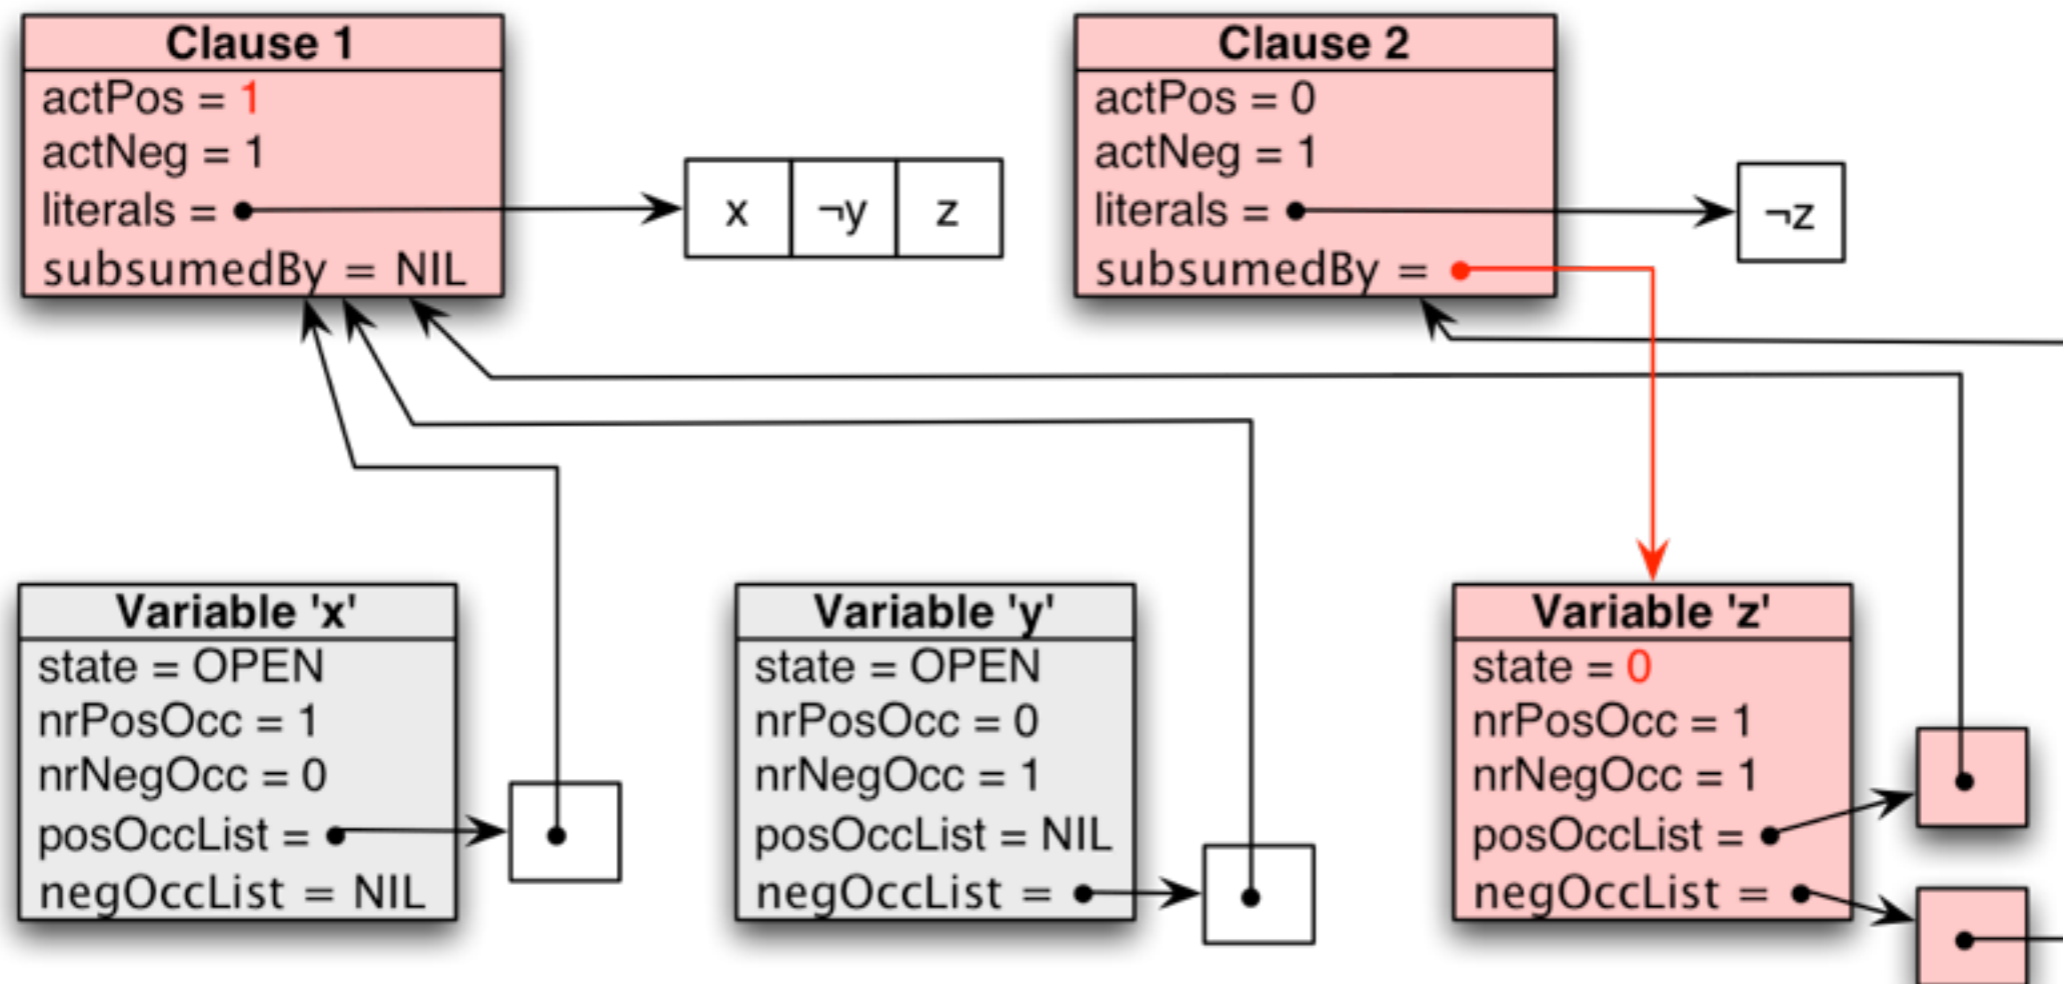 Clause 1
actPos = 1
actNeg = 1
literals =
subsumedBy = NIL
x ¬y z
Clause 2
actPos = 0
actNeg = 1
literals =
subsumedBy =
¬z
Variable 'x'
state = OPEN
nrPosOcc = 1
nrNegOcc = 0
posOccList =
negOccList = NIL
Variable 'y'
state = OPEN
nrPosOcc = 0
nrNegOcc = 1
posOccList = NIL
negOccList =
Variable 'z'
state = 0
nrPosOcc = 1
nrNegOcc = 1
posOccList =
negOccList =